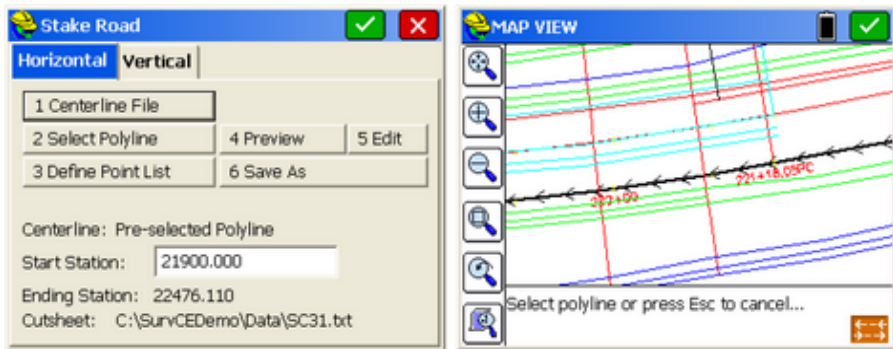 Stake Road
Horizontal Vertical
1 Centerline File
2 Select Polyline 4 Preview 5 Edit
3 Define Point List 6 Save As
Centerline: Pre-selected Polyline
Start Station: 21900.000
Ending Station: 22476.110
Cutsheet: C:\SurvCEDemo\Data\SC31.txt
MAP VIEW
221+18.05PC
Select polyline or press Esc to cancel...